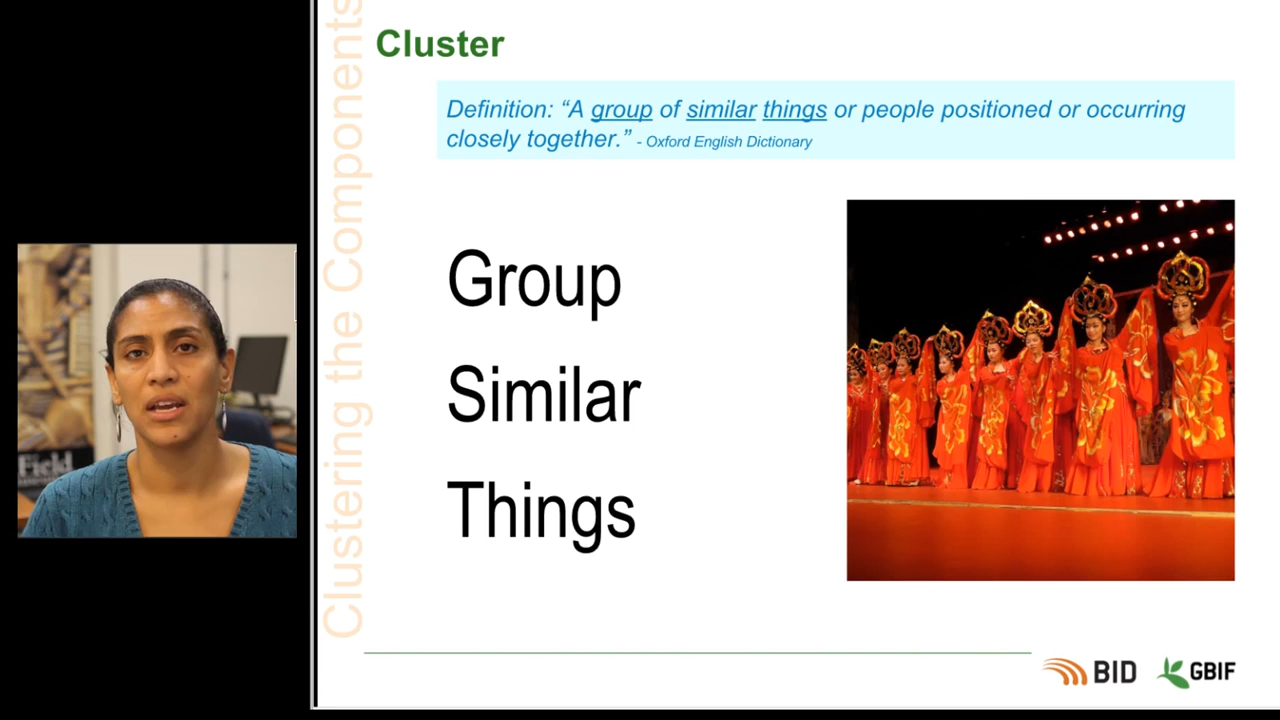 Cluster
Definition: “A group of similar things or people positioned or occurring
closely together.” - Oxford English Dictionary
Clustering the Components
Group
Similar
Things
Field
BID
GBIF